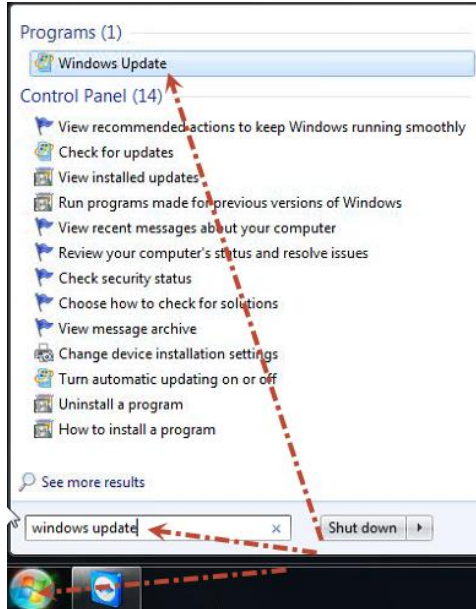 Programs (1)
Windows Update
Control Panel (14)
View recommended actions to keep Windows running smoothly
Check for updates
View installed updates
Run programs made for previous versions of Windows
View recent messages about your computer
Review your computer's status and resolve issues
Check security status
Choose how to check for solutions
View message archive
Change device installation settings
Turn automatic updating on or off
Uninstall a program
How to install a program
See more results
windows update
Shut down